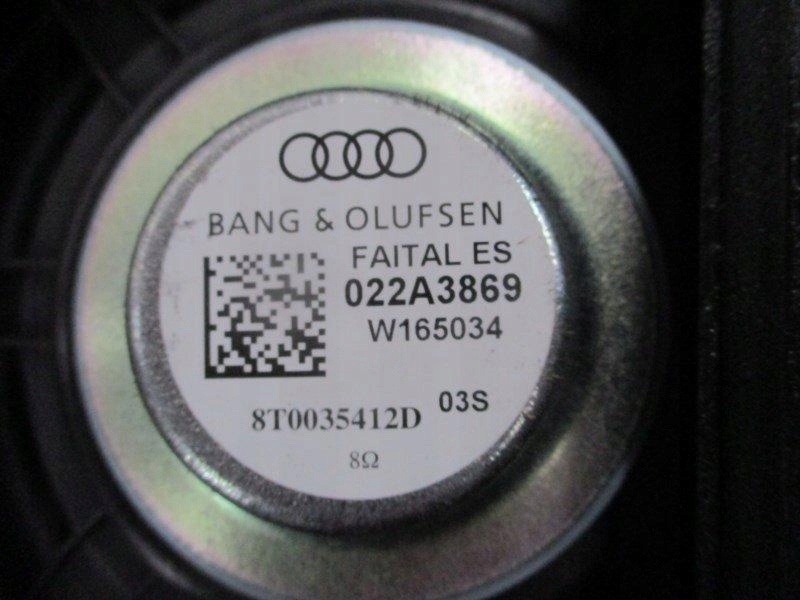 BANG & OLUFSEN
FAITAL ES
022A3869
W165034
03S
8T0035412D
8Ω